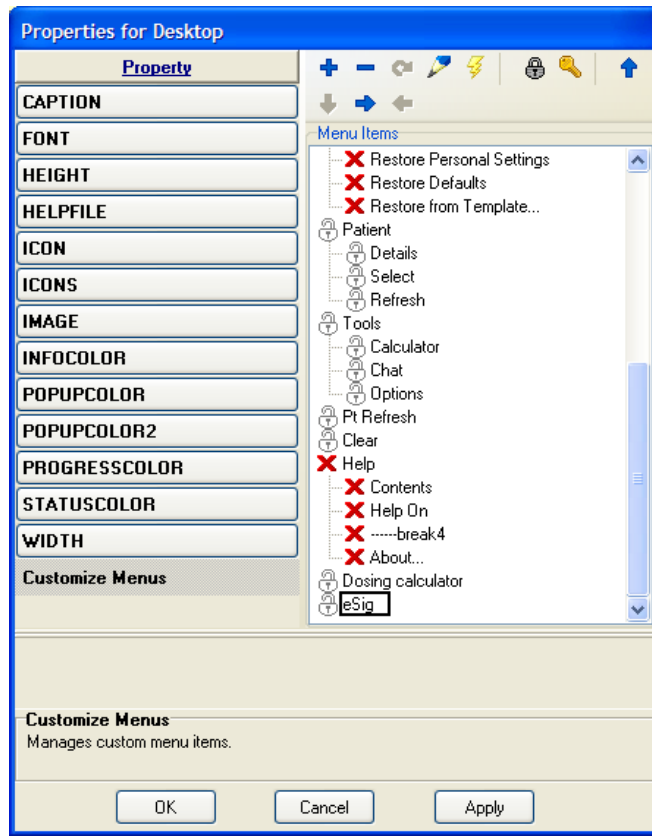 Properties for Desktop
Property
CAPTION
FONT
HEIGHT
HELPFILE
ICON
ICONS
IMAGE
INFOCOLOR
POPUPCOLOR
POPUPCOLOR2
PROGRESSCOLOR
STATUSCOLOR
WIDTH
Customize Menus
Menu Items
Restore Personal Settings
Restore Defaults
Restore from Template...
Patient
Details
Select
Refresh
Tools
Calculator
Chat
Options
Pt Refresh
Clear
Help
Contents
Help On
------break4
About...
Dosing calculator
eSig
Customize Menus
Manages custom menu items.
OK
Cancel
Apply